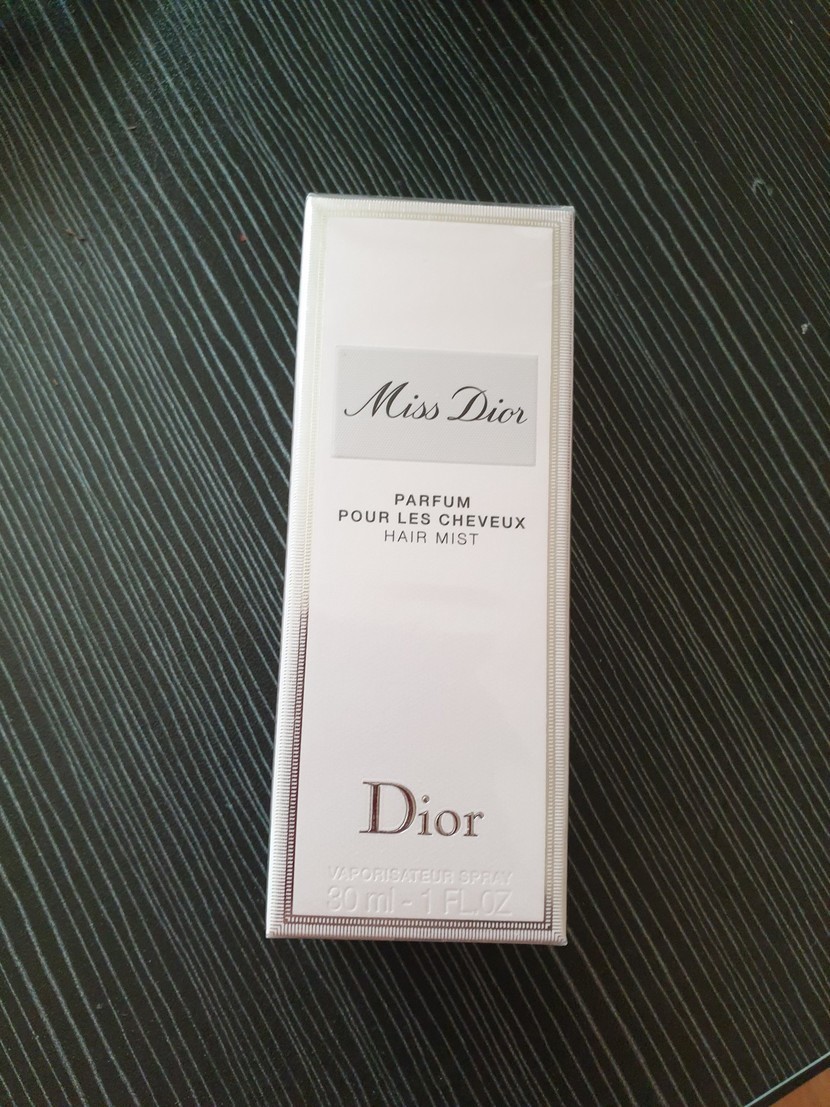 Miss Dior
PARFUM
POUR LES CHEVEUX
HAIR MIST
Dior
VAPORISATEUR SPRAY
30 ml - 1 FL.OZ